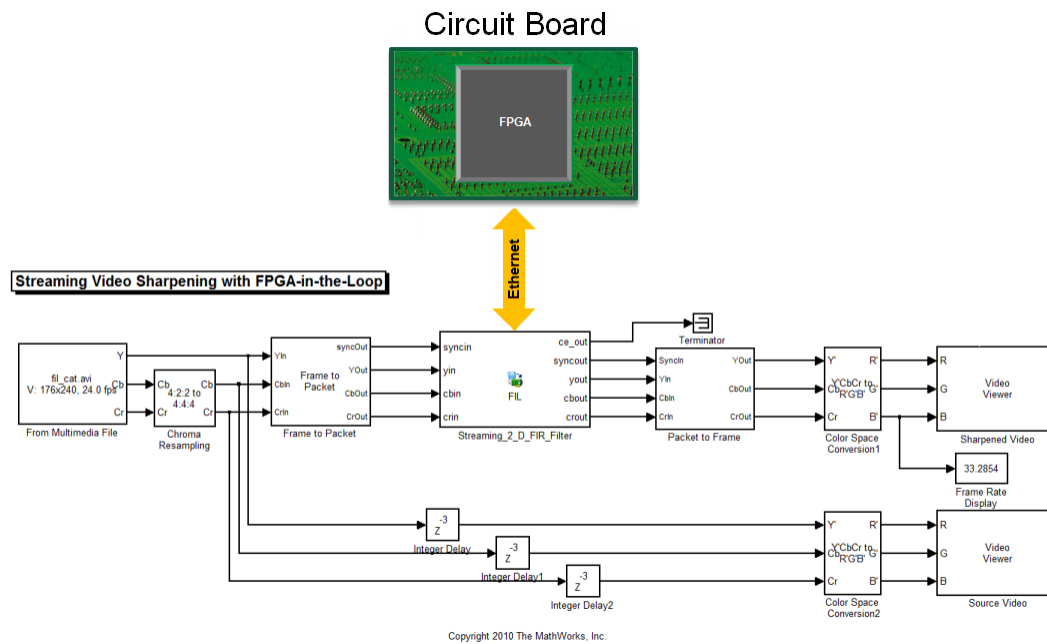 Circuit Board
FPGA
Ethernet
Streaming Video Sharpening with FPGA-in-the-Loop
fil_cat.avi
V: 176x240, 24.0 fps
Y
Cb
Cr
From Multimedia File
Cb
Cr
4:2:2 to
4:4:4
Cb
Cr
Chroma
Resampling
YIn
CbIn
CrIn
Frame to
Packet
syncOut
YOut
CbOut
CrOut
Frame to Packet
syncin
yin
cbin
crin
FIL
ce_out
syncout
yout
cbout
crout
Streaming_2_D_FIR_Filter
Terminator
SyncIn
YIn
CbIn
CrIn
YOut
CbOut
CrOut
Packet to Frame
Y'
Cb
Cr
Y'CbCr to
R'G'B'
R'
G'
B'
Color Space
Conversion1
R
G
B
Video
Viewer
Sharpened Video
33.2854
Frame Rate
Display
-3
Z
Integer Delay
-3
Z
Integer Delay1
-3
Z
Integer Delay2
Y'
Cb
Cr
Y'CbCr to
R'G'B'
R'
G'
B'
Color Space
Conversion2
R
G
B
Video
Viewer
Source Video
Copyright 2010 The MathWorks, Inc.